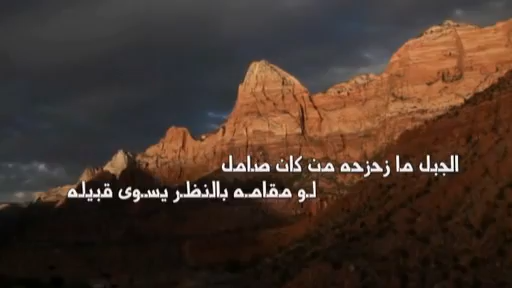 الجبل ما زحزحه من كان صامل
لو مقامه بالنظر يسوى قبيله